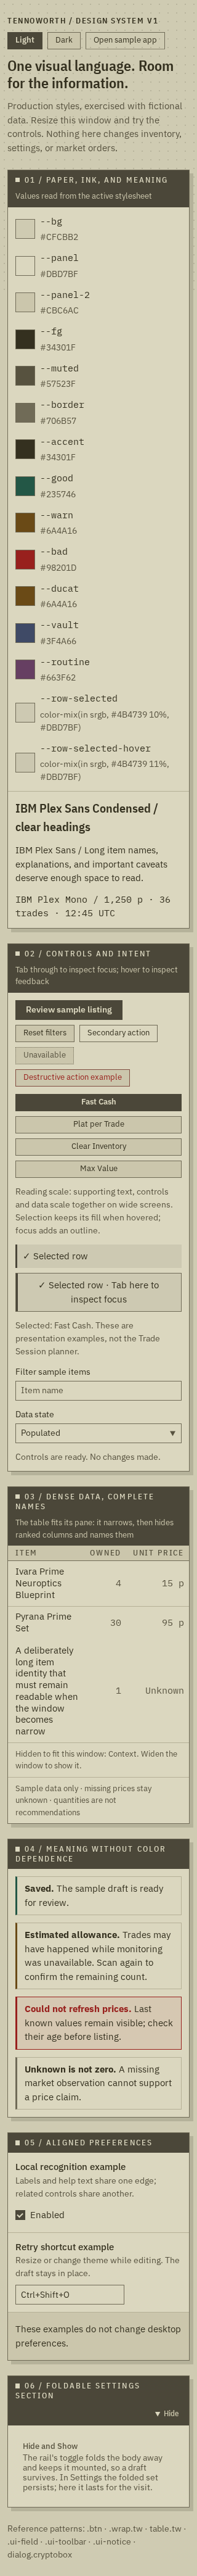 TENNOWORTH / DESIGN SYSTEM V1
Light
Dark
Open sample app
One visual language. Room
for the information.
Production styles, exercised with fictional
data. Resize this window and try the
controls. Nothing here changes inventory,
settings, or market orders.
01 / PAPER, INK, AND MEANING
Values read from the active stylesheet
--bg
#CFCBB2
--panel
#DBD7BF
--panel-2
#CBC6AC
--fg
#34301F
--muted
#57523F
--border
#706B57
--accent
#34301F
--good
#235746
--warn
#6A4A16
--bad
#98201D
--ducat
#6A4A16
--vault
#3F4A66
--routine
#663F62
--row-selected
color-mix(in srgb, #4B4739 10%,
#DBD7BF)
--row-selected-hover
color-mix(in srgb, #4B4739 11%,
#DBD7BF)
IBM Plex Sans Condensed /
clear headings
IBM Plex Sans / Long item names,
explanations, and important caveats
deserve enough space to read.
IBM Plex Mono / 1,250 p · 36
trades · 12:45 UTC
02 / CONTROLS AND INTENT
Tab through to inspect focus; hover to inspect
feedback
Review sample listing
Reset filters
Secondary action
Unavailable
Destructive action example
Fast Cash
Plat per Trade
Clear Inventory
Max Value
Reading scale: supporting text, controls
and data scale together on wide screens.
Selection keeps its fill when hovered;
focus adds an outline.
✓ Selected row
✓ Selected row · Tab here to
inspect focus
Selected: Fast Cash. These are
presentation examples, not the Trade
Session planner.
Filter sample items
Item name
Data state
Populated
Controls are ready. No changes made.
03 / DENSE DATA, COMPLETE
NAMES
The table fits its pane: it narrows, then hides
ranked columns and names them
ITEM OWNED UNIT PRICE
Ivara Prime
Neuroptics
Blueprint
4 15 p
Pyrana Prime
Set
30 95 p
A deliberately
long item
identity that
must remain
readable when
the window
becomes
narrow
1 Unknown
Hidden to fit this window: Context. Widen the
window to show it.
Sample data only · missing prices stay
unknown · quantities are not
recommendations
04 / MEANING WITHOUT COLOR
DEPENDENCE
Saved. The sample draft is ready
for review.
Estimated allowance. Trades may
have happened while monitoring
was unavailable. Scan again to
confirm the remaining count.
Could not refresh prices. Last
known values remain visible; check
their age before listing.
Unknown is not zero. A missing
market observation cannot support
a price claim.
05 / ALIGNED PREFERENCES
Local recognition example
Labels and help text share one edge;
related controls share another.
Enabled
Retry shortcut example
Resize or change theme while editing. The
draft stays in place.
Ctrl+Shift+O
These examples do not change desktop
preferences.
06 / FOLDABLE SETTINGS
SECTION
▼ Hide
Hide and Show
The rail's toggle folds the body away
and keeps it mounted, so a draft
survives. In Settings the folded set
persists; here it lasts for the visit.
Reference patterns: .btn · .wrap.tw · table.tw ·
.ui-field · .ui-toolbar · .ui-notice ·
dialog.cryptobox